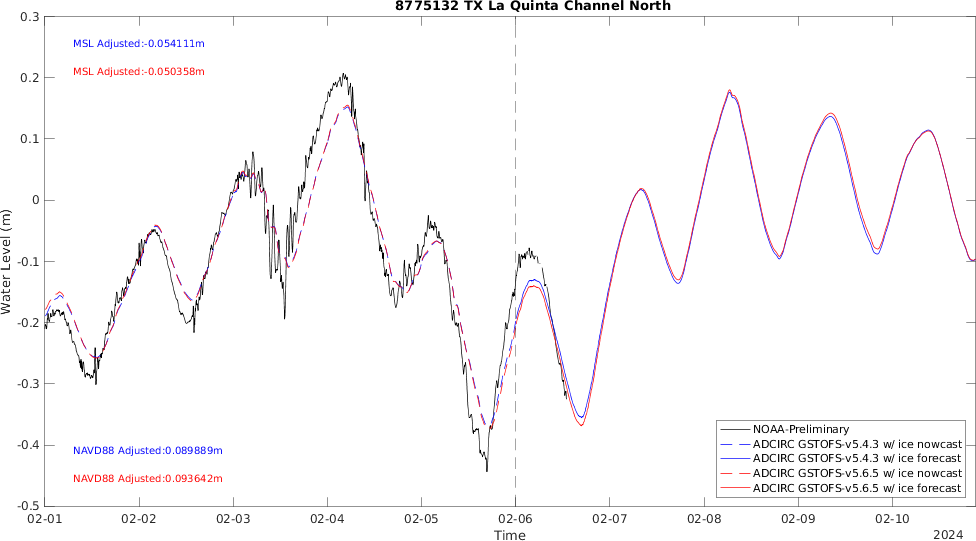 8775132 TX La Quinta Channel North
0.3
MSL Adjusted:-0.054111m
MSL Adjusted:-0.050358m
0.2
0.1
0
-0.1
-0.2
-0.3
-0.4
-0.5
Water Level (m)
NAVD88 Adjusted:0.089889m
NAVD88 Adjusted:0.093642m
NOAA-Preliminary
ADCIRC GSTOFS-v5.4.3 w/ ice nowcast
ADCIRC GSTOFS-v5.4.3 w/ ice forecast
ADCIRC GSTOFS-v5.6.5 w/ ice nowcast
ADCIRC GSTOFS-v5.6.5 w/ ice forecast
02-01 02-02 02-03 02-04 02-05 02-06 02-07 02-08 02-09 02-10
Time
2024